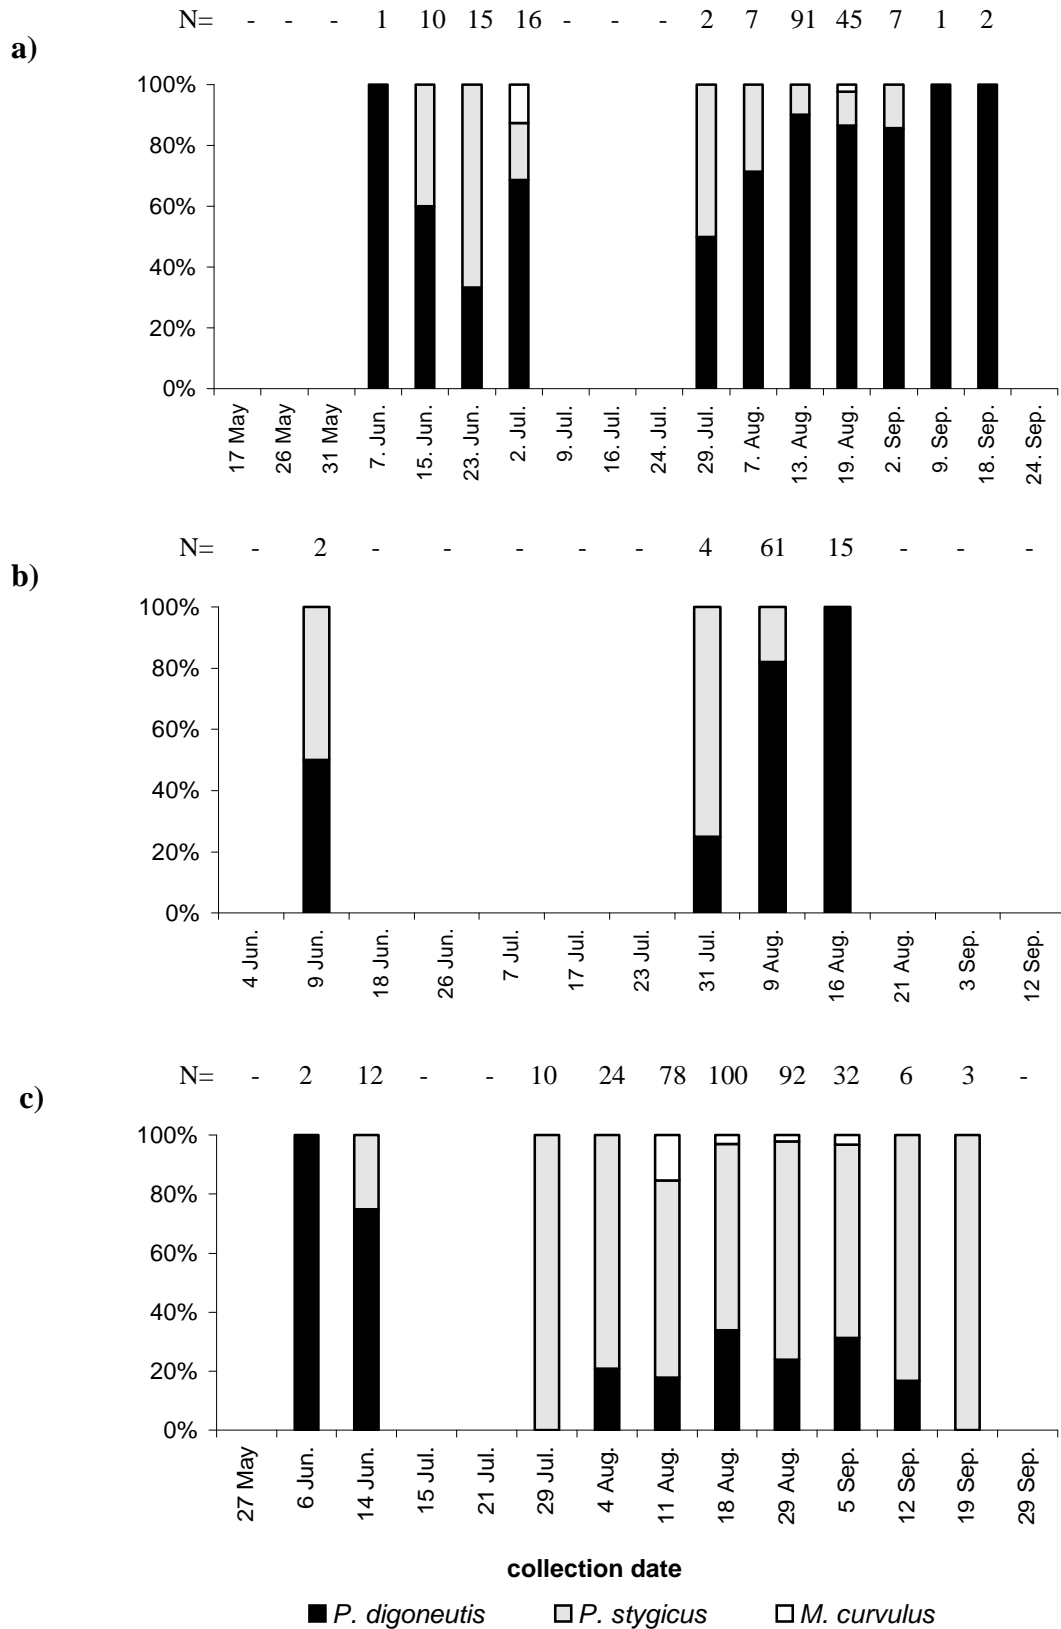 N= - - - 1 10 15 16 - - - 2 7 91 45 7 1 2
a)
100%
80%
60%
40%
20%
0%
17 May 26 May 31 May 7. Jun. 15. Jun. 23. Jun. 2. Jul. 9. Jul. 16. Jul. 24. Jul. 29. Jul. 7. Aug. 13. Aug. 19. Aug. 2. Sep. 9. Sep. 18. Sep. 24. Sep.
N= - 2 - - - - - 4 61 15 - - -
b)
100%
80%
60%
40%
20%
0%
4 Jun. 9 Jun. 18 Jun. 26 Jun. 7 Jul. 17 Jul. 23 Jul. 31 Jul. 9 Aug. 16 Aug. 21 Aug. 3 Sep. 12 Sep.
N= - 2 12 - - 10 24 78 100 92 32 6 3 -
c)
100%
80%
60%
40%
20%
0%
27 May 6 Jun. 14 Jun. 15 Jul. 21 Jul. 29 Jul. 4 Aug. 11 Aug. 18 Aug. 29 Aug. 5 Sep. 12 Sep. 19 Sep. 29 Sep.
collection date
P. digoneutis P. stygicus M. curvulus